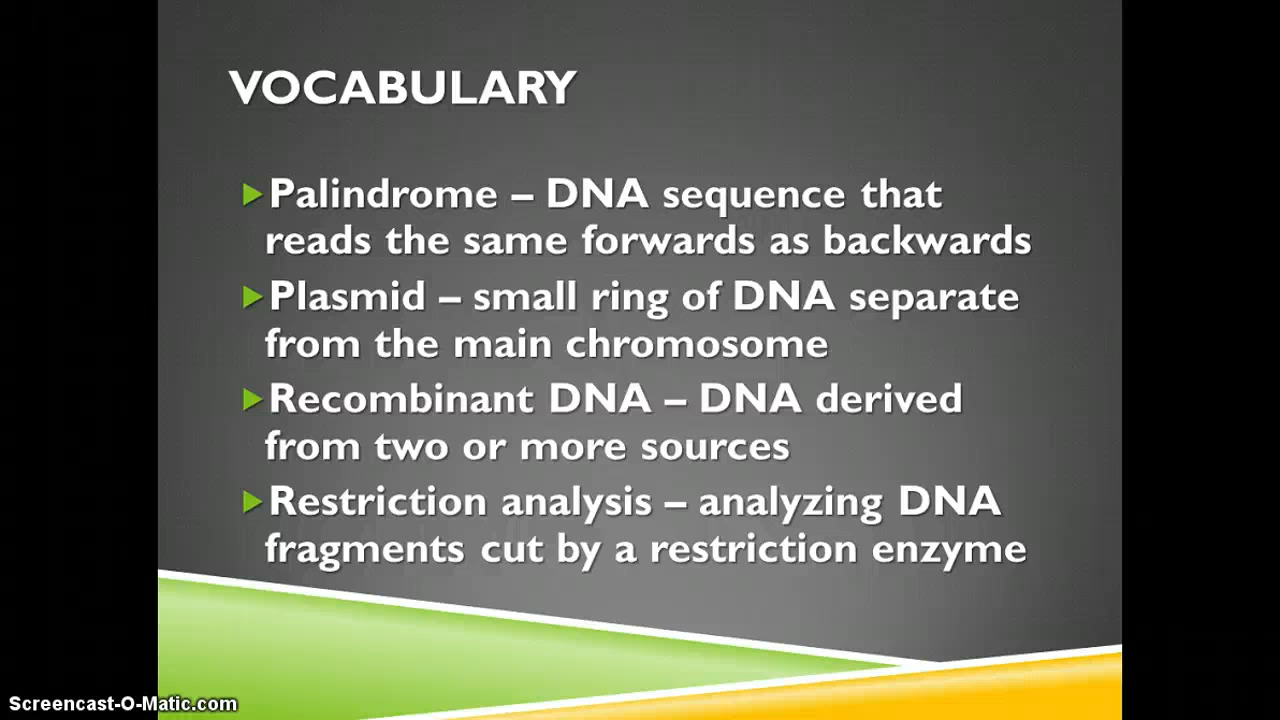 VOCABULARY
Palindrome – DNA sequence that
reads the same forwards as backwards
Plasmid – small ring of DNA separate
from the main chromosome
Recombinant DNA – DNA derived
from two or more sources
Restriction analysis – analyzing DNA
fragments cut by a restriction enzyme
Screencast-O-Matic.com